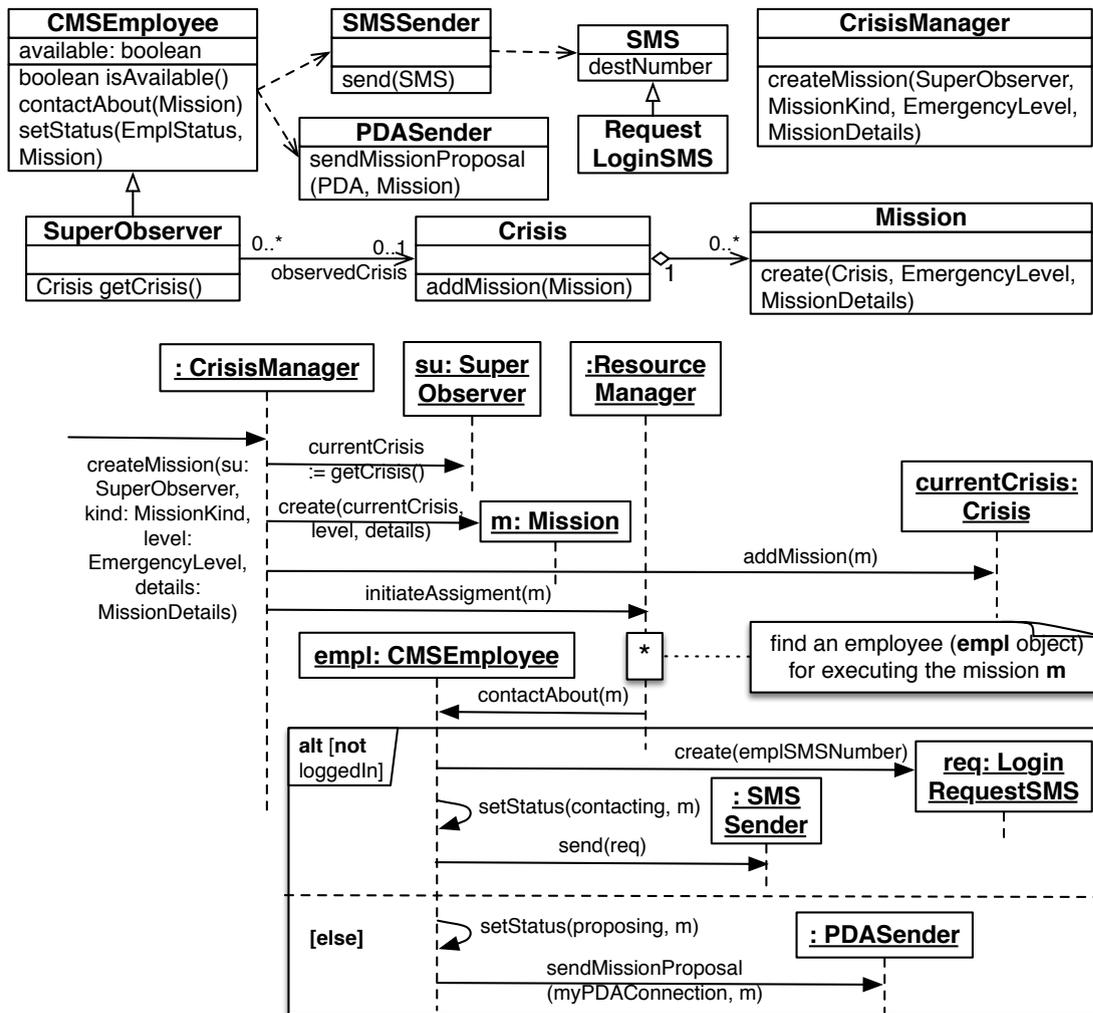 CMSEmployee
available: boolean
boolean isAvailable()
contactAbout(Mission)
setStatus(EmplStatus,
Mission)
SMSSender
send(SMS)
SMS
destNumber
CrisisManager
createMission(SuperObserver,
MissionKind, EmergencyLevel,
MissionDetails)
PDASender
sendMissionProposal
(PDA, Mission)
Request
LoginSMS
SuperObserver
Crisis getCrisis()
0..*
0..1
observedCrisis
Crisis
addMission(Mission)
1
0..*
Mission
create(Crisis, EmergencyLevel,
MissionDetails)
: CrisisManager
su: Super
Observer
:Resource
Manager
createMission(su:
SuperObserver,
kind: MissionKind,
level:
EmergencyLevel,
details:
MissionDetails)
currentCrisis
:= getCrisis()
currentCrisis:
Crisis
create(currentCrisis,
level, details)
m: Mission
addMission(m)
initiateAssigment(m)
empl: CMSEmployee
*
find an employee (empl object)
for executing the mission m
contactAbout(m)
alt [not
loggedIn]
create(emplSMSNumber)
req: Login
RequestSMS
setStatus(contacting, m)
: SMS
Sender
send(req)
[else]
setStatus(proposing, m)
: PDASender
sendMissionProposal
(myPDAConnection, m)